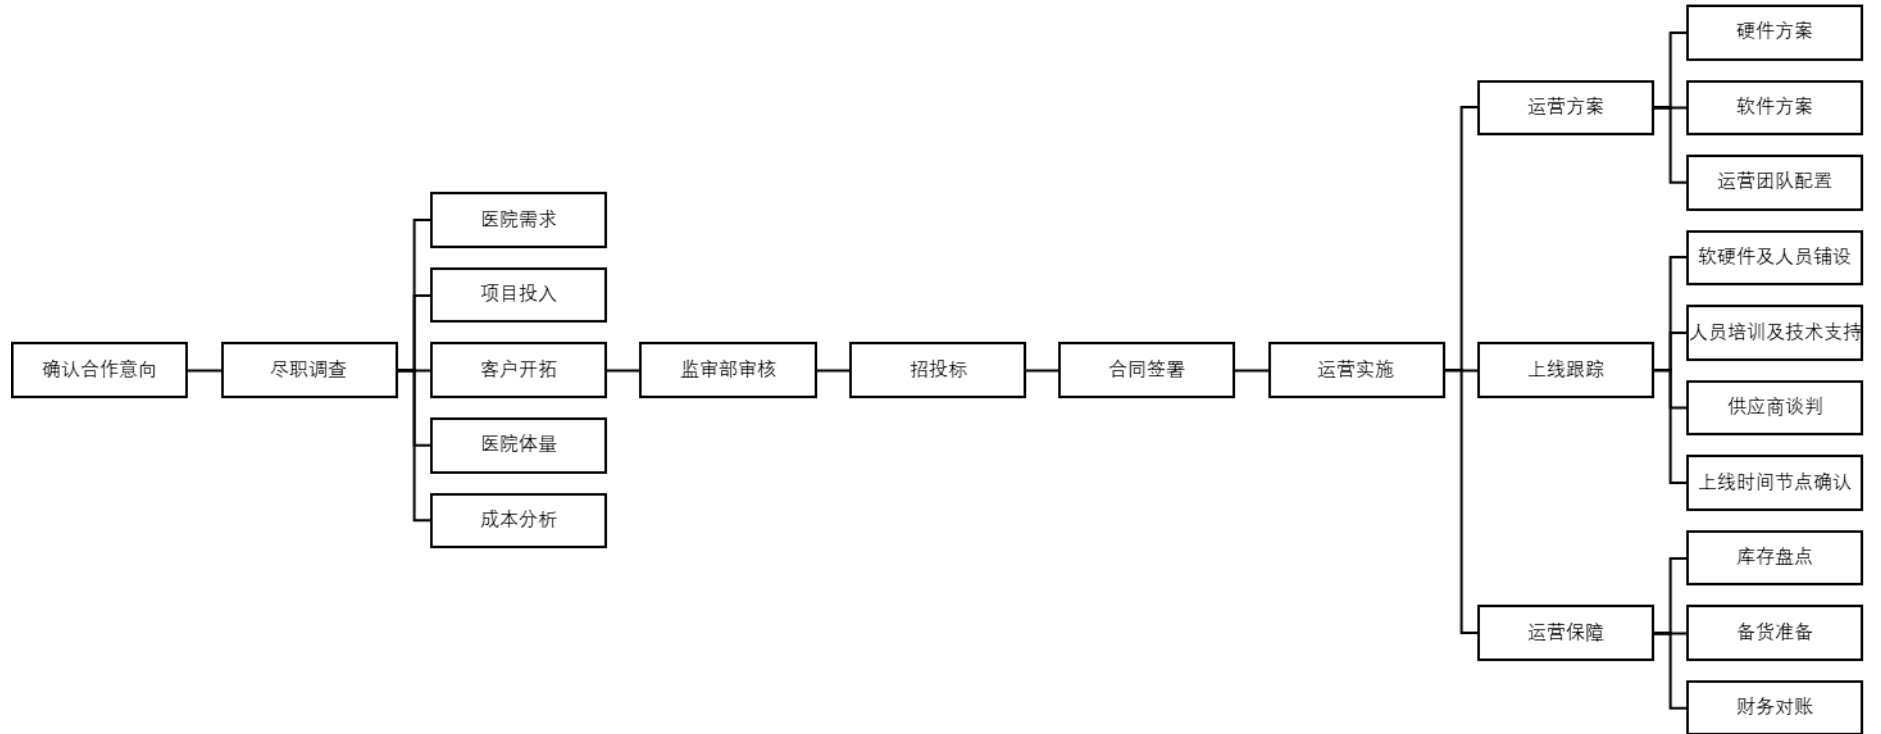 确认合作意向
尽职调查
医院需求
项目投入
客户开拓
医院体量
成本分析
监审部审核
招投标
合同签署
运营实施
运营方案
硬件方案
软件方案
运营团队配置
上线跟踪
软硬件及人员铺设
人员培训及技术支持
供应商谈判
上线时间节点确认
运营保障
库存盘点
备货准备
财务对账